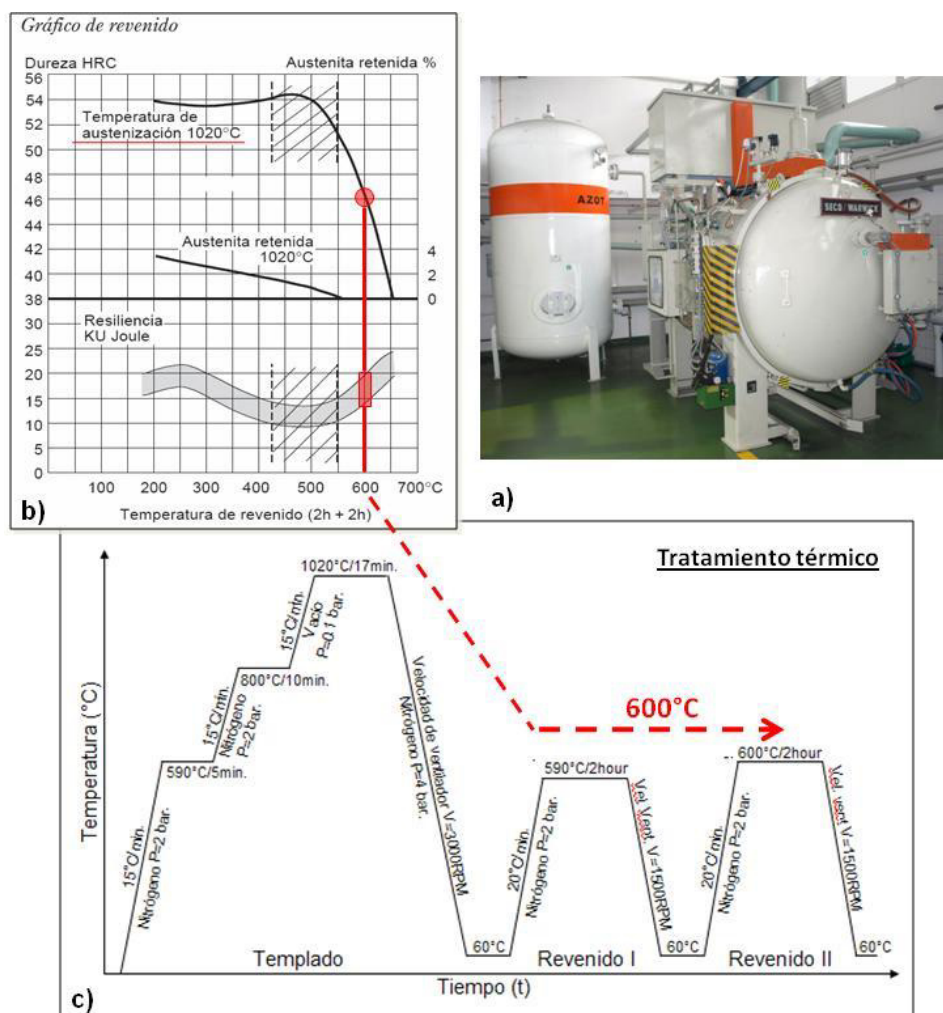 Gráfico de revenido
Dureza HRC
Austenita retenida %
56
54
52
50
48
46
44
42
40
38
Temperatura de
austenización 1020°C
Austenita retenida
1020°C
4
2
0
Resiliencia
KU Joule
30
25
20
15
10
5
0
100 200 300 400 500 600 700°C
Temperatura de revenido (2h + 2h)
b)
AZOT
SECO/WARWICK
a)
Tratamiento térmico
Temperatura (°C)
15°C/min.
Nitrógeno P=2 bar.
590°C/5min.
15°C/min.
Nitrógeno
P=2 bar.
800°C/10min.
15°C/min.
Vacio
P=0.1 bar.
1020°C/17min.
Velocidad de ventilador V=3000RPM
Nitrógeno P=4 bar.
60°C
600°C
20°C/min.
Nitrógeno P=2 bar.
590°C/2hour
Vel. Vent. V=1500RPM
60°C
20°C/min.
Nitrógeno P=2 bar.
600°C/2hour
Vel. vent V=1500RPM
60°C
Templado
Revenido I
Revenido II
Tiempo (t)
c)